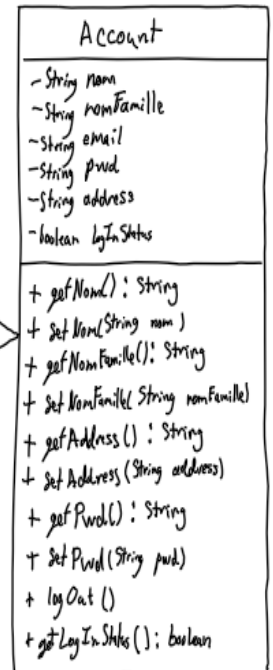 Account
- String nom
- String nomFamille
- String email
- String pwd
- String address
- boolean logInStatus
+ getNom() : String
+ setNom(String nom)
+ getNomFamille(): String
+ setNomFamille(String nomFamille)
+ getAddress() : String
+ setAddress (String address)
+ getPwd() : String
+ setPwd(String pwd)
+ logOut ()
+ getLogInStatus() : boolean